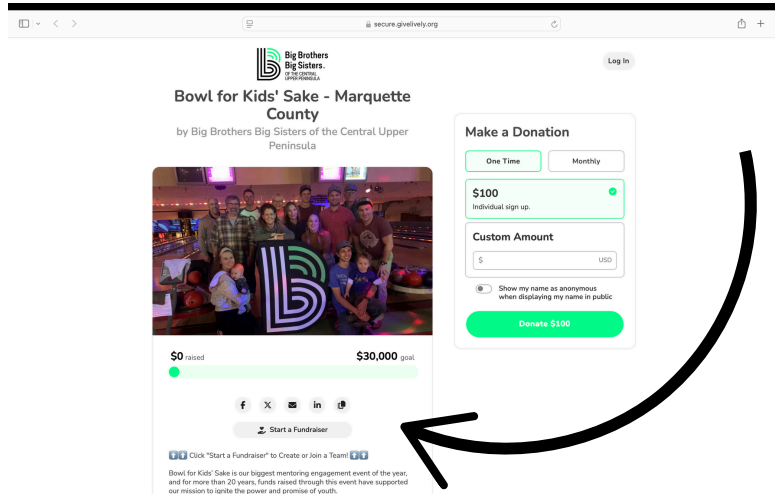 secure.givelively.org
Big Brothers
Big Sisters.
OF THE CENTRAL
UPPER PENINSULA
Log In
Bowl for Kids' Sake - Marquette
County
by Big Brothers Big Sisters of the Central Upper
Peninsula
$0 raised
$30,000 goal
Start a Fundraiser
⬆️⬆️ Click "Start a Fundraiser" to Create or Join a Team! ⬆️⬆️
Bowl for Kids' Sake is our biggest mentoring engagement event of the year,
and for more than 20 years, funds raised through this event have supported
our mission to ignite the power and promise of youth.
Make a Donation
One Time
Monthly
$100
Individual sign up.
Custom Amount
$
USD
Show my name as anonymous
when displaying my name in public
Donate $100